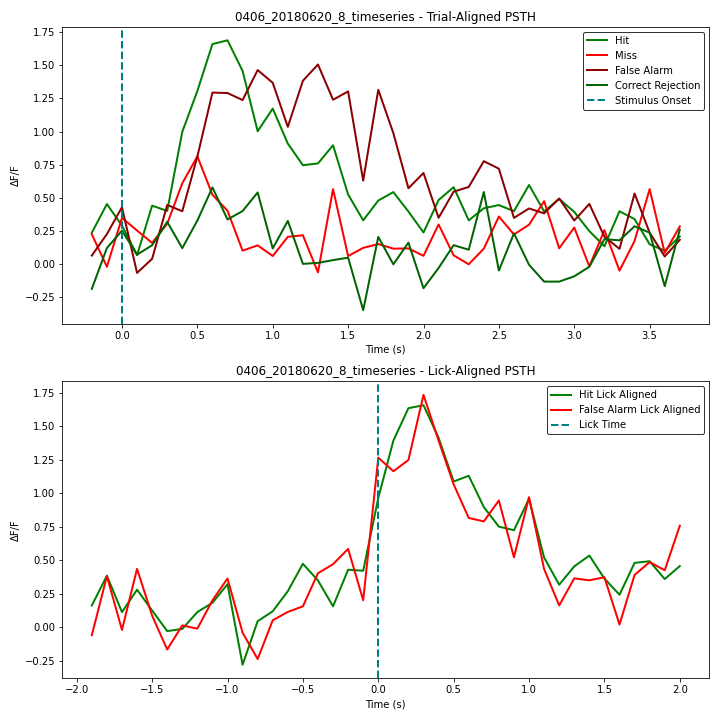 0406_20180620_8_timeseries - Trial-Aligned PSTH
1.75
1.50
1.25
1.00
0.75
0.50
0.25
0.00
−0.25
ΔF/F
Hit
Miss
False Alarm
Correct Rejection
Stimulus Onset
0.0 0.5 1.0 1.5 2.0 2.5 3.0 3.5
Time (s)
0406_20180620_8_timeseries - Lick-Aligned PSTH
1.75
1.50
1.25
1.00
0.75
0.50
0.25
0.00
−0.25
ΔF/F
Hit Lick Aligned
False Alarm Lick Aligned
Lick Time
−2.0 −1.5 −1.0 −0.5 0.0 0.5 1.0 1.5 2.0
Time (s)